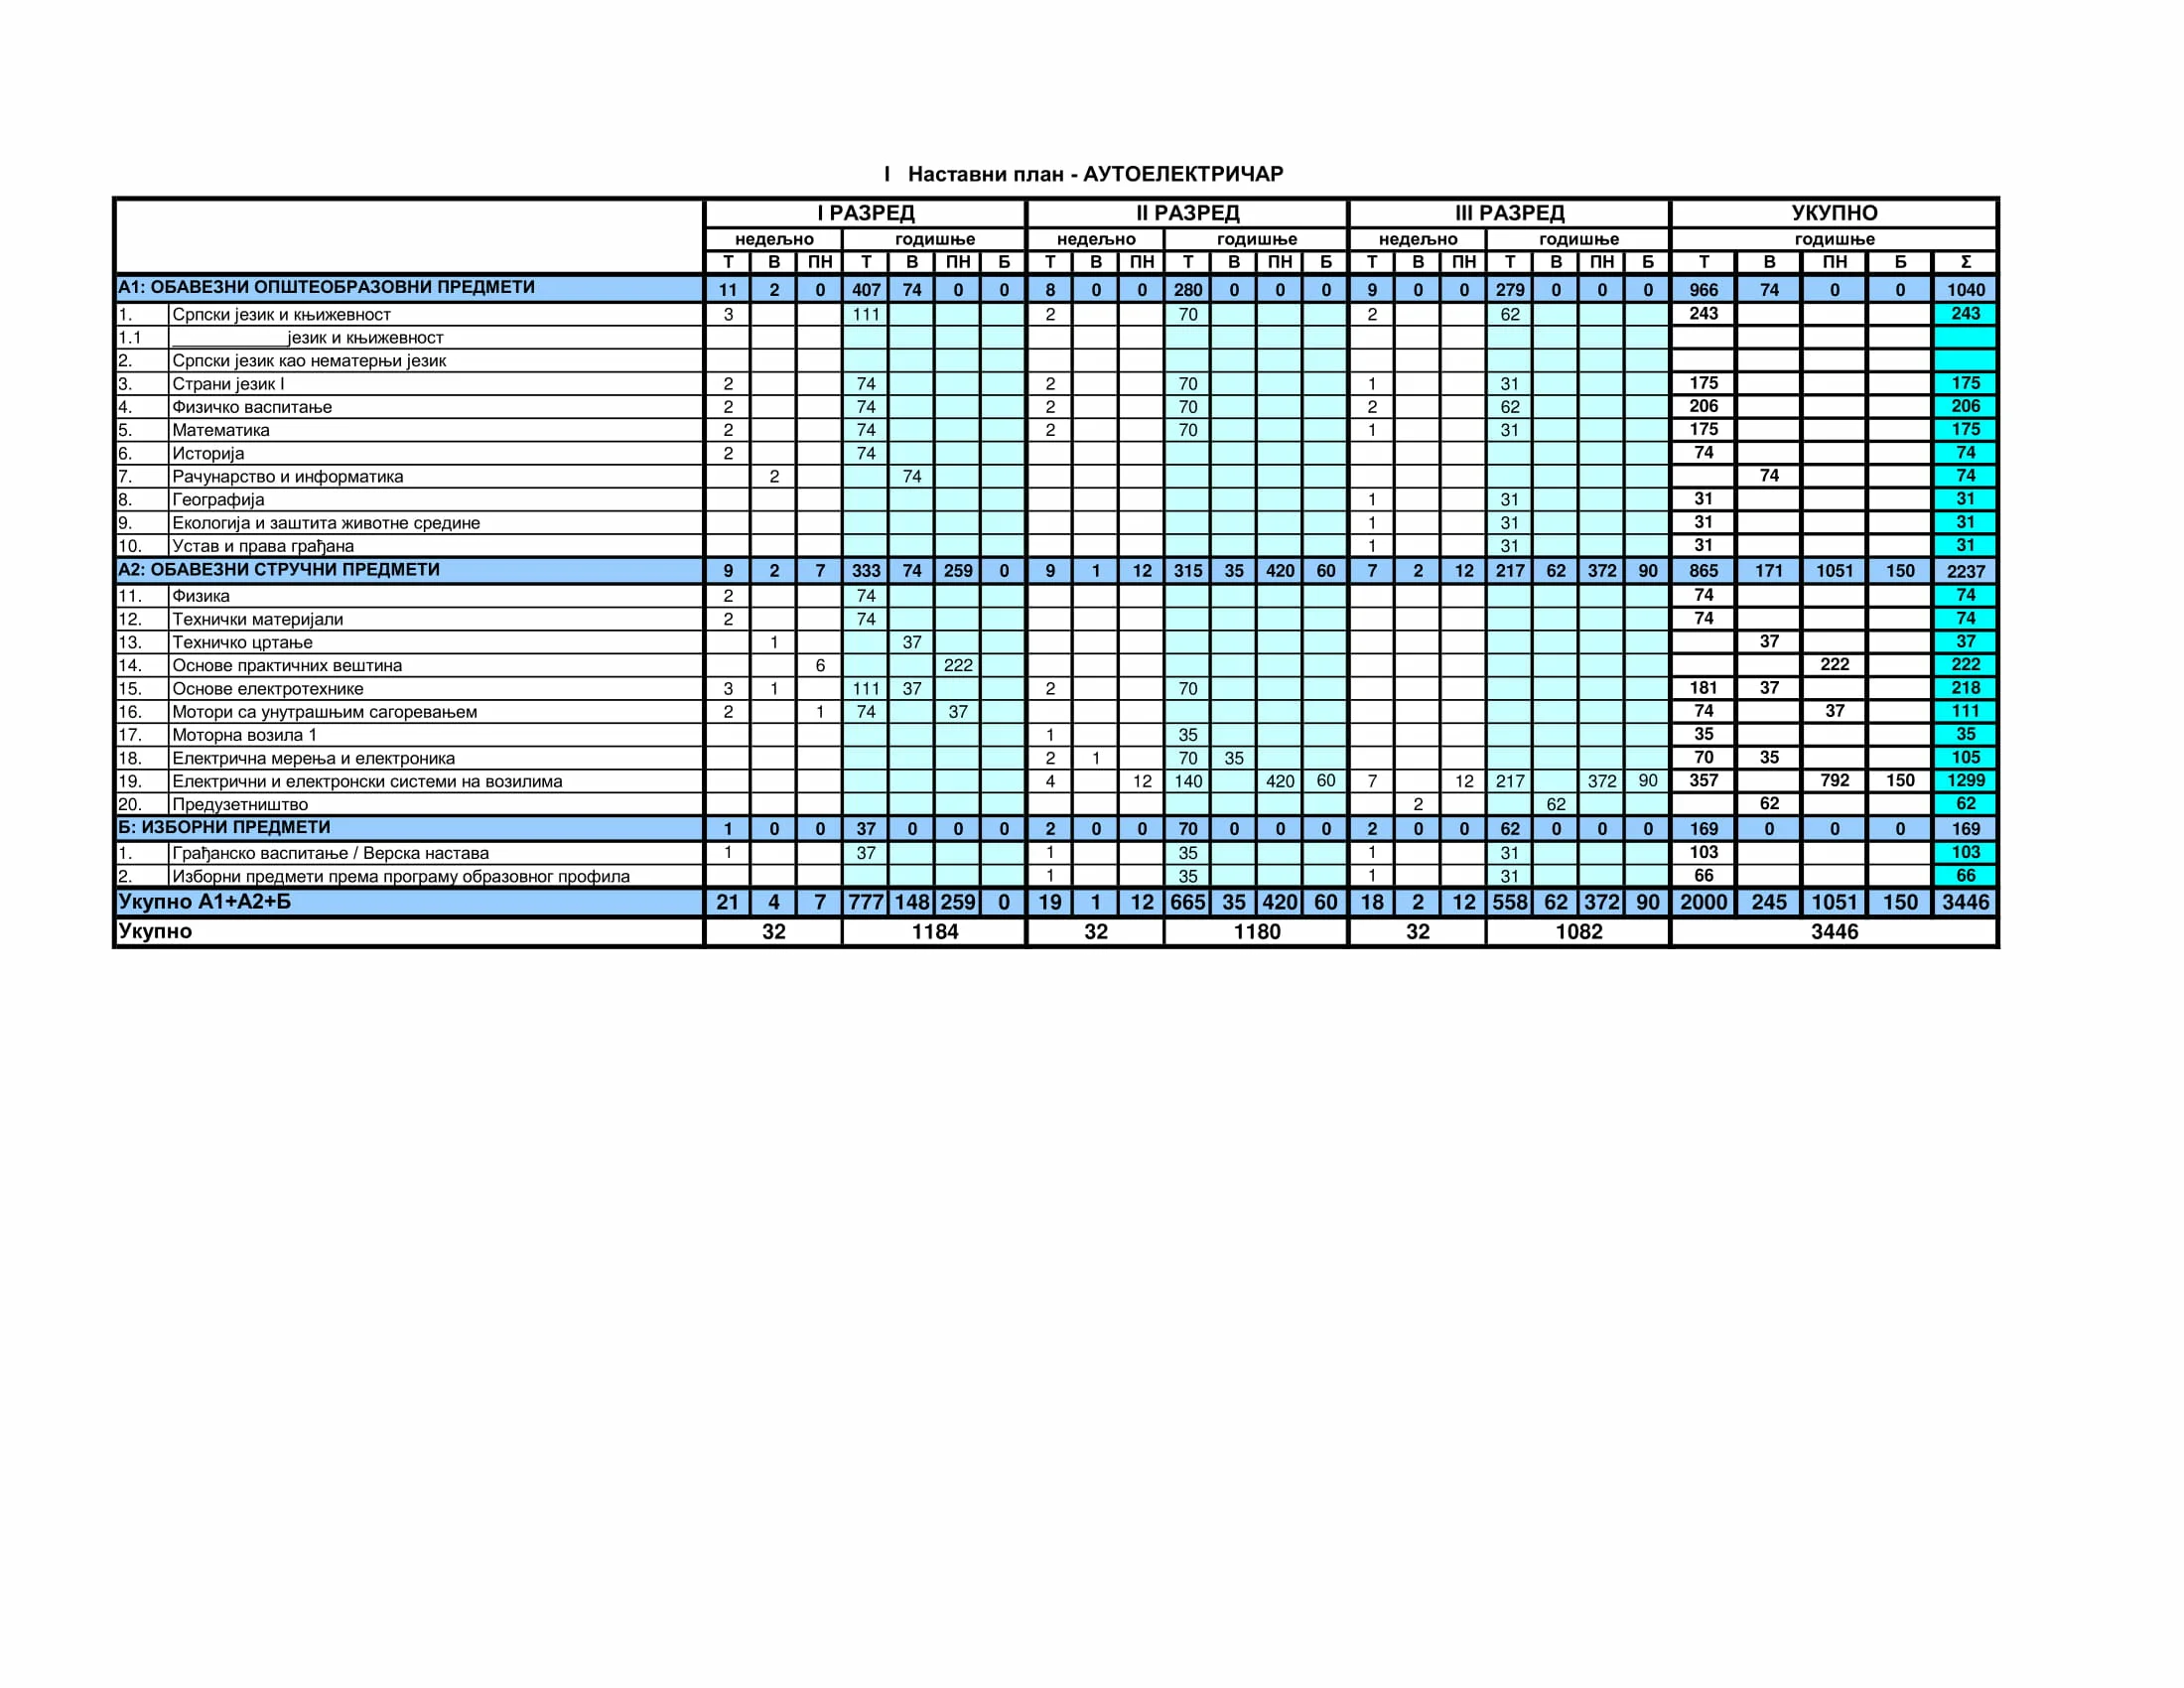 I Наставни план - АУТОЕЛЕКТРИЧАР
I РАЗРЕД II РАЗРЕД III РАЗРЕД УКУПНО
недељно годишње недељно годишње недељно годишње годишње
Т В ПН Т В ПН Б Т В ПН Т В ПН Б Т В ПН Т В ПН Б Т В ПН Б Σ
А1: ОБАВЕЗНИ ОПШТЕОБРАЗОВНИ ПРЕДМЕТИ 11 2 0 407 74 0 0 8 0 0 280 0 0 0 9 0 0 279 0 0 0 966 74 0 0 1040
1. Српски језик и књижевност 3 111 2 70 2 62 243 243
1.1 ____________језик и књижевност
2. Српски језик као нематерњи језик
3. Страни језик I 2 74 2 70 1 31 175 175
4. Физичко васпитање 2 74 2 70 2 62 206 206
5. Математика 2 74 2 70 1 31 175 175
6. Историја 2 74 74 74
7. Рачунарство и информатика 2 74 74 74
8. Географија 1 31 31 31
9. Екологија и заштита животне средине 1 31 31 31
10. Устав и права грађана 1 31 31 31
А2: ОБАВЕЗНИ СТРУЧНИ ПРЕДМЕТИ 9 2 7 333 74 259 0 9 1 12 315 35 420 60 7 2 12 217 62 372 90 865 171 1051 150 2237
11. Физика 2 74 74 74
12. Технички материјали 2 74 74 74
13. Техничко цртање 1 37 37 37
14. Основе практичних вештина 6 222 222 222
15. Основе електротехнике 3 1 111 37 2 70 181 37 218
16. Мотори са унутрашњим сагоревањем 2 1 74 37 74 37 111
17. Моторна возила 1 1 35 35 35
18. Електрична мерења и електроника 2 1 70 35 70 35 105
19. Електрични и електронски системи на возилима 4 12 140 420 60 7 12 217 372 90 357 792 150 1299
20. Предузетништво 2 62 62 62
Б: ИЗБОРНИ ПРЕДМЕТИ 1 0 0 37 0 0 0 2 0 0 70 0 0 0 2 0 0 62 0 0 0 169 0 0 0 169
1. Грађанско васпитање / Верска настава 1 37 1 35 1 31 103 103
2. Изборни предмети према програму образовног профила 1 35 1 31 66 66
Укупно А1+А2+Б 21 4 7 777 148 259 0 19 1 12 665 35 420 60 18 2 12 558 62 372 90 2000 245 1051 150 3446
Укупно 32 1184 32 1180 32 1082 3446